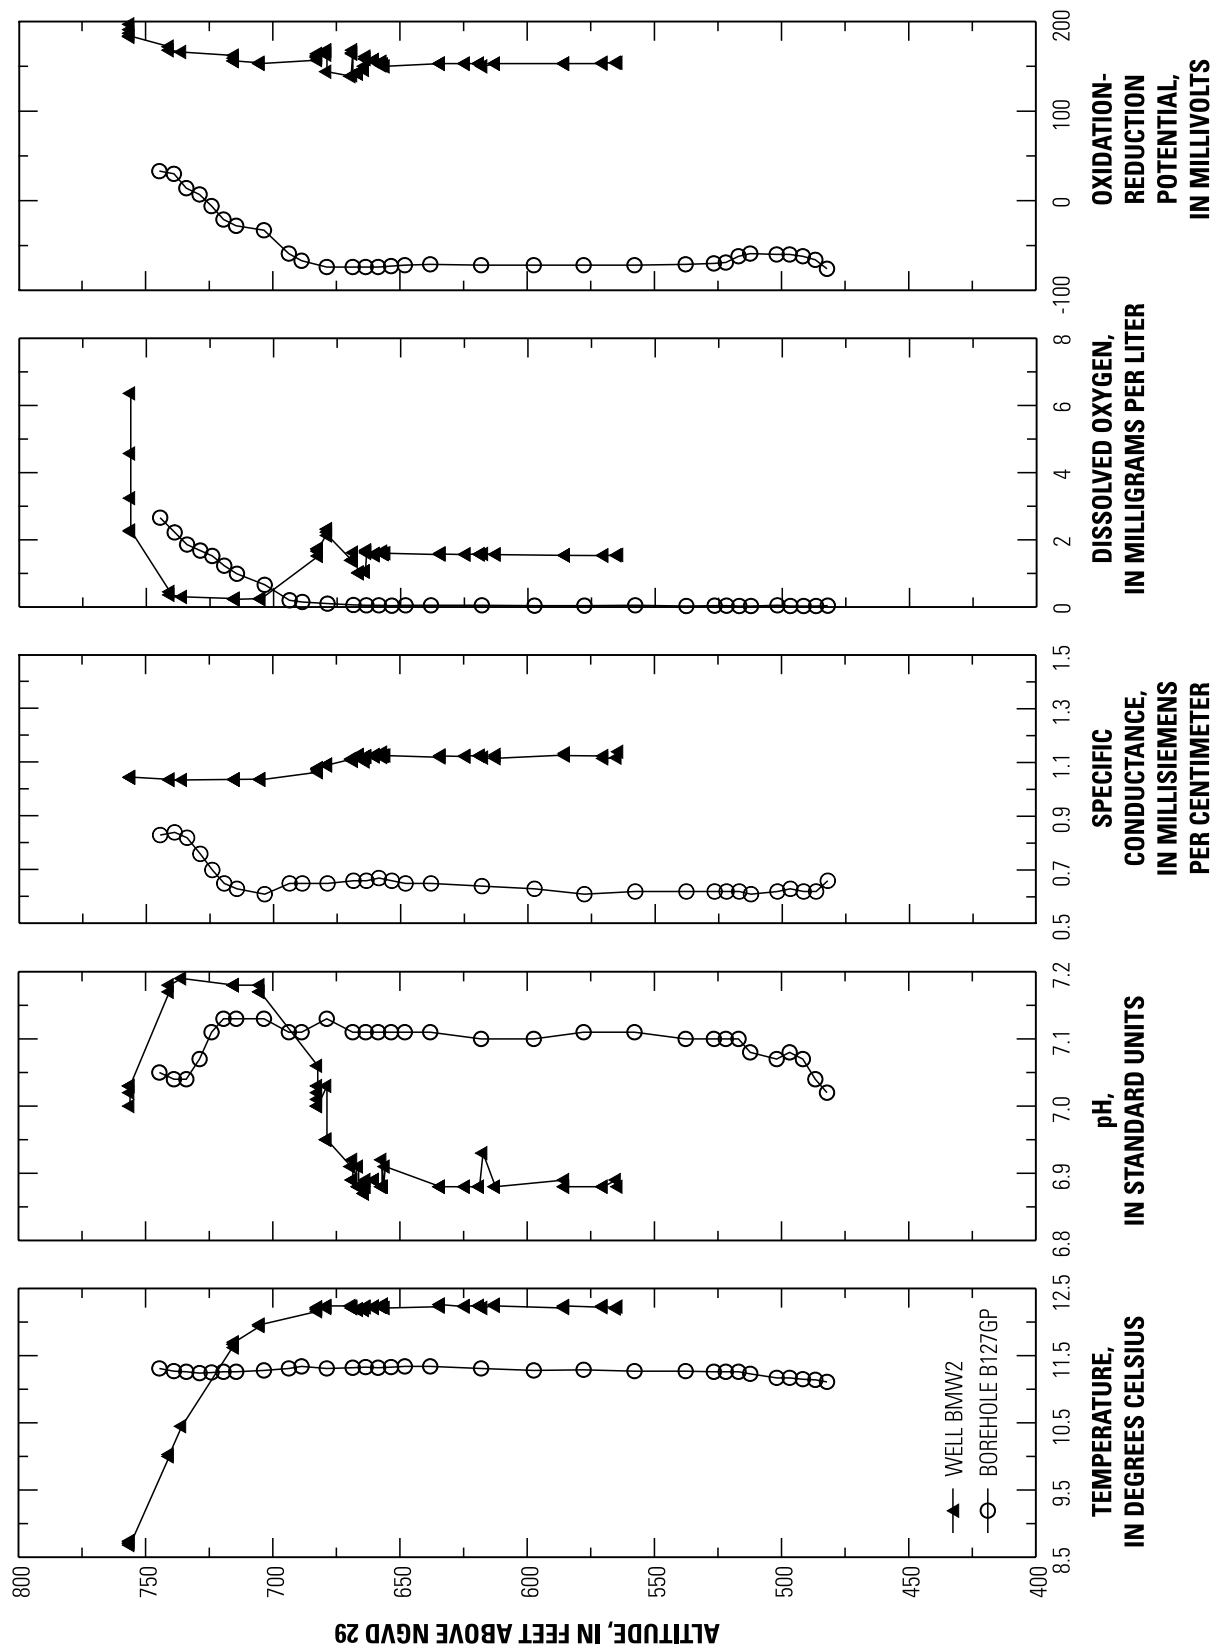 ALTITUDE, IN FEET ABOVE NGVD 29
800
750
700
650
600
550
500
450
400
8.5
9.5
10.5
11.5
12.5
TEMPERATURE,
IN DEGREES CELSIUS
WELL BMW2
BOREHOLE B127GP
6.8
6.9
7.0
7.1
7.2
pH,
IN STANDARD UNITS
0.5
0.7
0.9
1.1
1.3
1.5
SPECIFIC
CONDUCTANCE,
IN MILLISIEMENS
PER CENTIMETER
0
2
4
6
8
DISSOLVED OXYGEN,
IN MILLIGRAMS PER LITER
-100
0
100
200
OXIDATION-
REDUCTION
POTENTIAL,
IN MILLIVOLTS